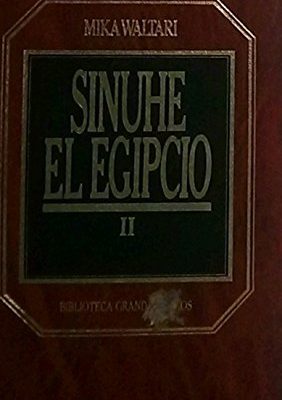 MIKA WALTARI
SINUHE
EL EGIPCIO
II
BIBLIOTECA